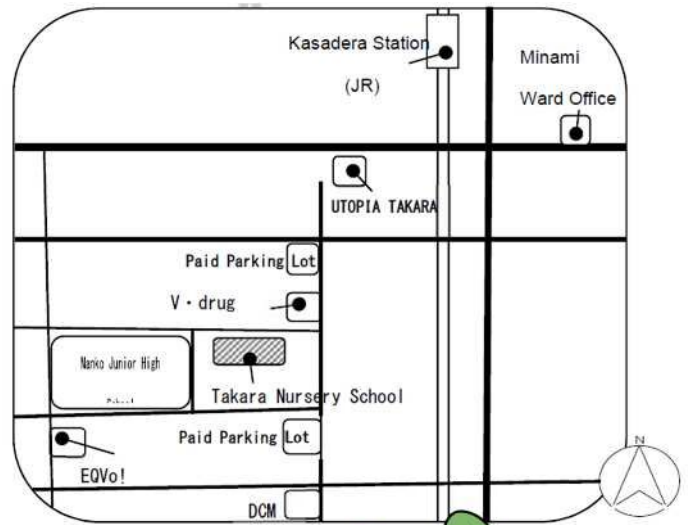 Kasadera Station
(JR)
Minami
Ward Office
UTOPIA TAKARA
Paid Parking Lot
V・drug
Nanko Junior High
Takara Nursery School
Paid Parking Lot
EQVo!
DCM
N